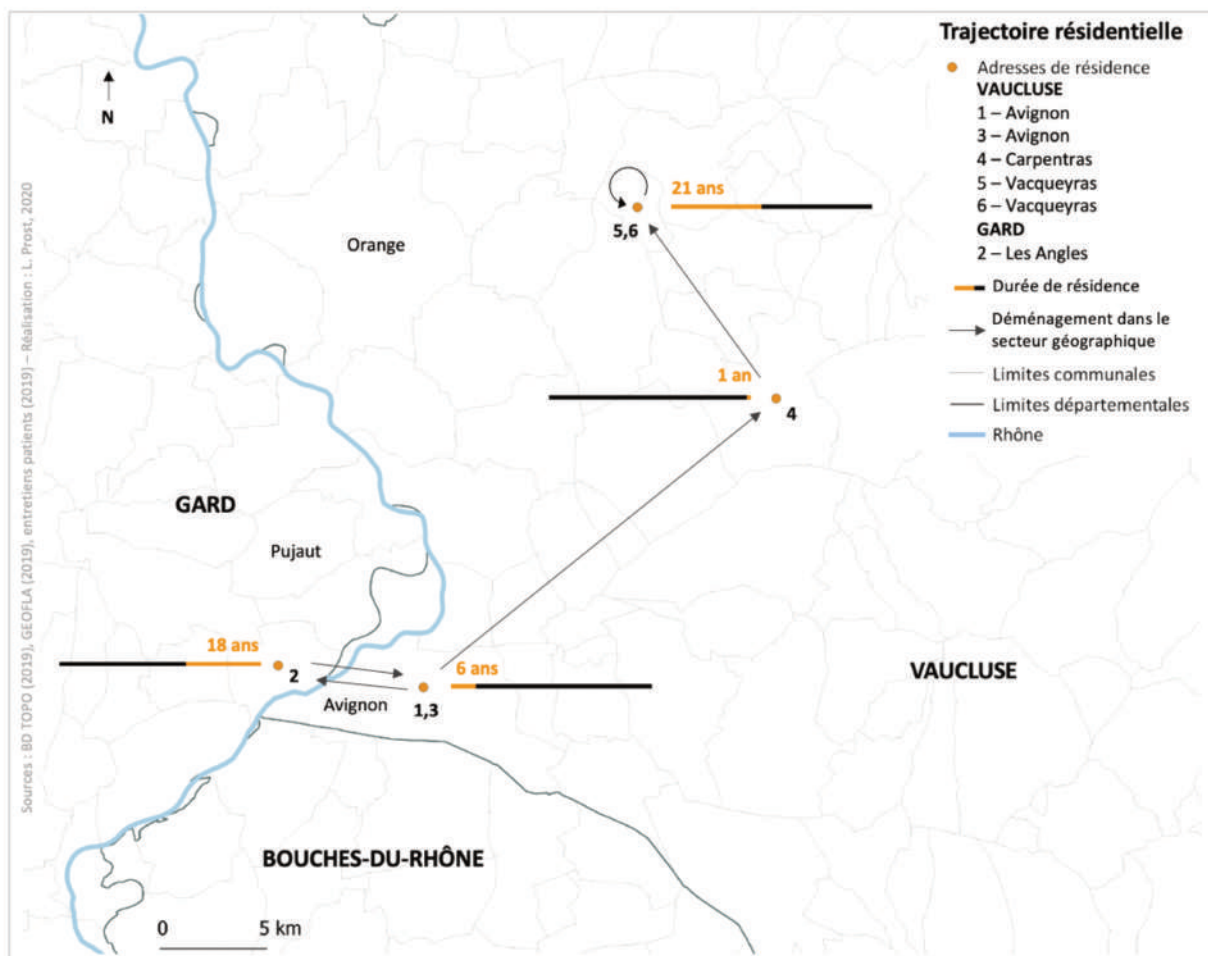 Trajectoire résidentielle
Adresses de résidence
VAUCLUSE
1 – Avignon
3 – Avignon
4 – Carpentras
5 – Vacqueyras
6 – Vacqueyras
GARD
2 – Les Angles
Durée de résidence
Déménagement dans le
secteur géographique
Limites communales
Limites départementales
Rhône
N
21 ans
5,6
Orange
1 an
4
GARD
Pujaut
18 ans
2
6 ans
1,3
Avignon
VAUCLUSE
BOUCHES-DU-RHÔNE
0 5 km
Sources : BD TOPO (2019), GEOFLA (2019), entretiens patients (2019) – Réalisation : L. Prost, 2020